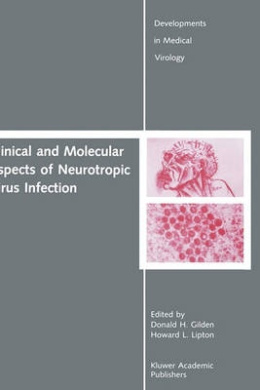 Developments
in Medical
Virology
inical and Molecular
spects of Neurotropic
rus Infection
Edited by
Donald H. Gilden
Howard L. Lipton
Kluwer Academic
Publishers